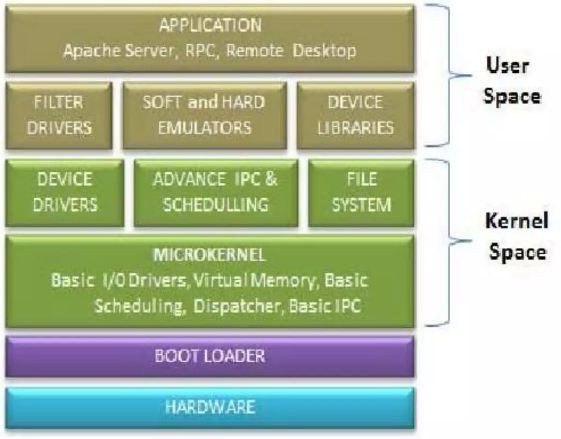 APPLICATION
Apache Server, RPC, Remote Desktop
User
Space
FILTER
DRIVERS
SOFT and HARD
EMULATORS
DEVICE
LIBRARIES
DEVICE
DRIVERS
ADVANCE IPC &
SCHEDULLING
FILE
SYSTEM
Kernel
Space
MICROKERNEL
Basic I/O Drivers, Virtual Memory, Basic
Scheduling, Dispatcher, Basic IPC
BOOT LOADER
HARDWARE